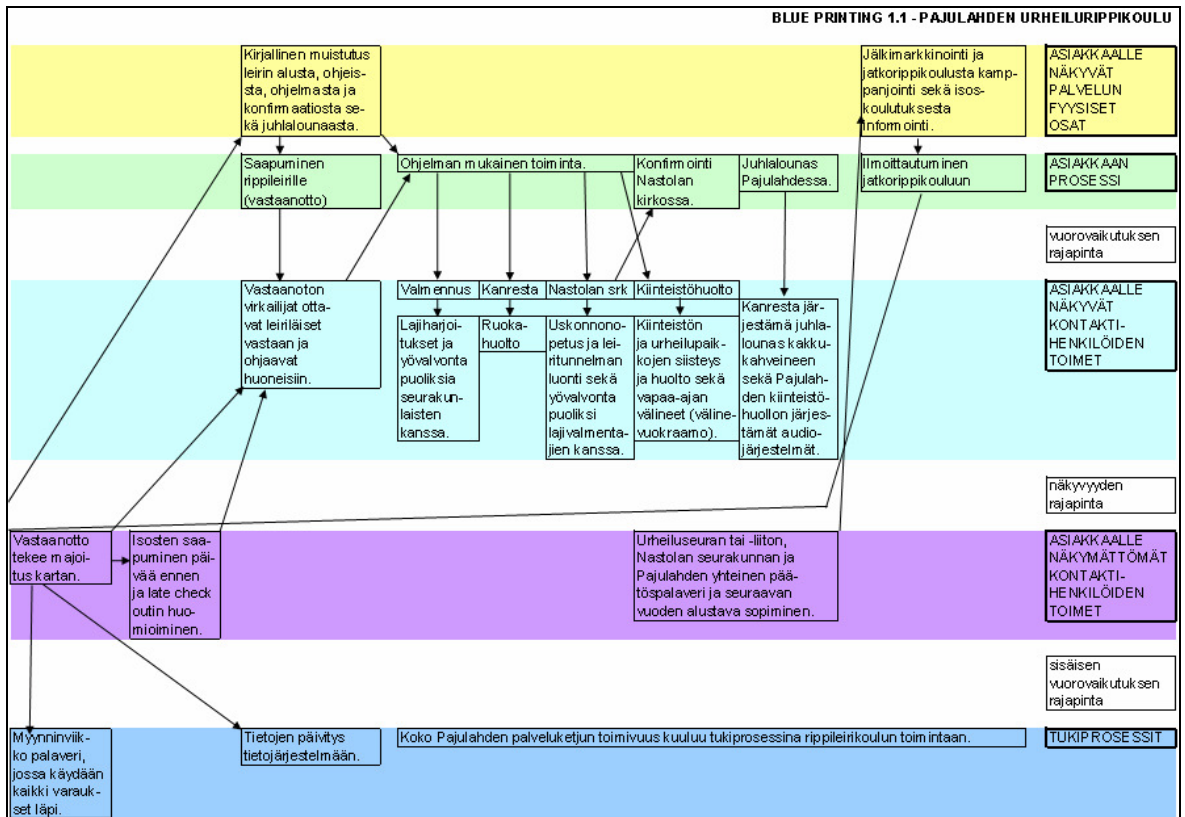 BLUE PRINTING 1.1 - PAJULAHDEN URHEILURIPPIKOULU
Kirjallinen muistutus
leirin alusta, ohjeis-
ta, ohjelmasta ja
konfirmaatiosta se-
kä juhlalounaasta.
Jälkimarkkinointi ja
jatkorippikoulusta kamp-
panjointi sekä isos-
koulutuksesta
informointi.
ASIAKKAALLE
NÄKYVÄT
PALVELUN
FYYSISET
OSAT
Saapuminen
rippileirille
(vastaanotto)
Ohjelman mukainen toiminta.
Konfirmointi
Nastolan
kirkossa.
Juhlalounas
Pajulahdessa.
Ilmoittautuminen
jatkorippikouluun
ASIAKKAAN
PROSESSI
vuorovaikutuksen
rajapinta
Vastaanoton
virkailijat otta-
vat leiriläiset
vastaan ja
ohjaavat
huoneisiin.
Valmennus
Kanresta
Nastolan srk
Kiinteistöhuolto
Lajiharjoi-
tukset ja
yövalvonta
puoliksia
seurakun-
laisten
kanssa.
Ruoka-
huolto
Uskonnono-
petus ja lei-
ritunnelman
luonti sekä
yövalvonta
puoliksi
lajivalmenta-
jien kanssa.
Kiinteistön
ja urheilupaik-
kojen siisteys
ja huolto sekä
vapaa-ajan
välineet (väline-
vuokraamo).
Kanresta jär-
jestämä juhla-
lounas kakku-
kahveineen
sekä Pajulah-
den kiinteistö-
huollon järjes-
tämät audio-
järjestelmät.
ASIAKKAALLE
NÄKYVÄT
KONTAKTI-
HENKILÖIDEN
TOIMET
näkyvyyden
rajapinta
Vastaanotto
tekee majoi-
tus kartan.
Isosten saa-
puminen päi-
vää ennen
ja late check
outin huo-
mioiminen.
Urheiluseuran tai -liiton,
Nastolan seurakunnan ja
Pajulahden yhteinen pää-
töspalaveri ja seuraavan
vuoden alustava sopiminen.
ASIAKKAALLE
NÄKYMÄTTÖMÄT
KONTAKTI-
HENKILÖIDEN
TOIMET
sisäisen
vuorovaikutuksen
rajapinta
Myynninviik-
ko palaveri,
jossa käydään
kaikki varauk-
set läpi.
Tietojen päivitys
tietojärjestelmään.
Koko Pajulahden palveluketjun toimivuus kuuluu tukiprosessina rippileirikoulun toimintaan.
TUKIPROSESSIT